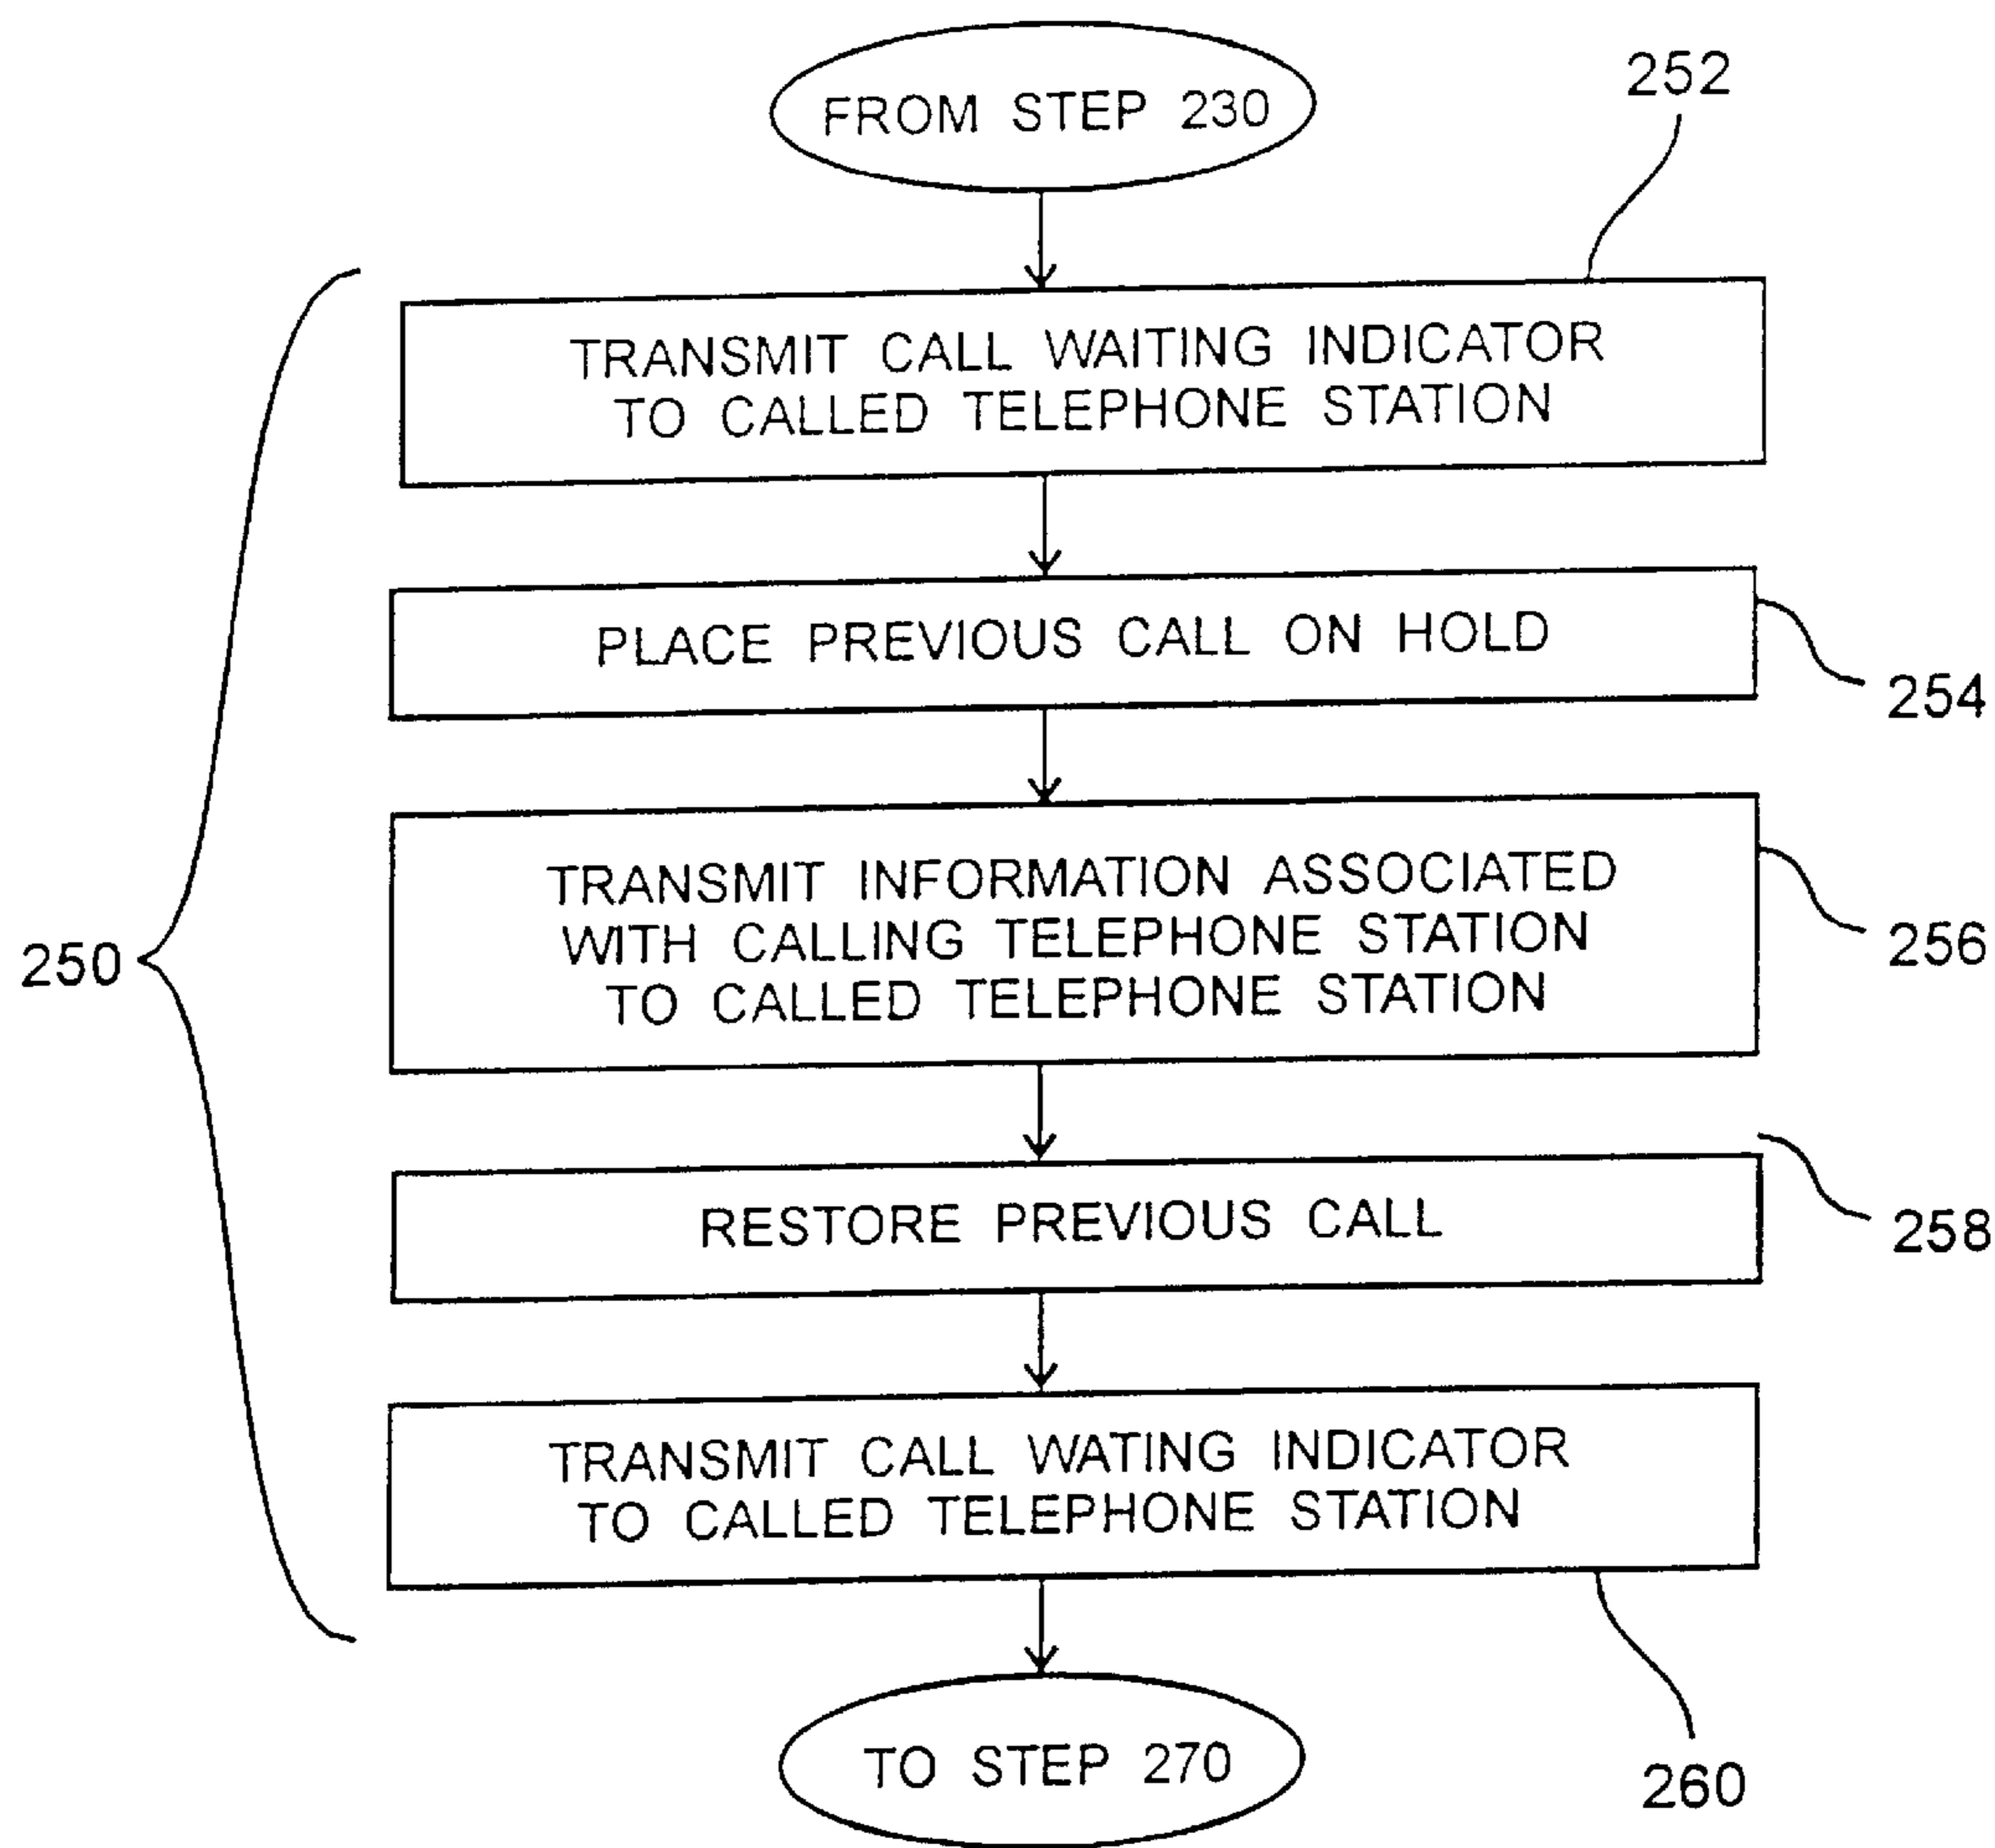 FROM STEP 230
252
TRANSMIT CALL WAITING INDICATOR
TO CALLED TELEPHONE STATION
PLACE PREVIOUS CALL ON HOLD
254
TRANSMIT INFORMATION ASSOCIATED
WITH CALLING TELEPHONE STATION
TO CALLED TELEPHONE STATION
250
256
RESTORE PREVIOUS CALL
258
TRANSMIT CALL WATING INDICATOR
TO CALLED TELEPHONE STATION
TO STEP 270
260